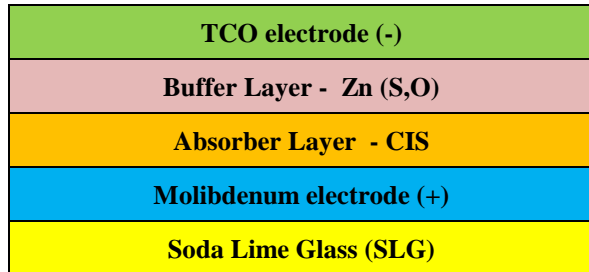 TCO electrode (-)
Buffer Layer - Zn (S,O)
Absorber Layer - CIS
Molibdenum electrode (+)
Soda Lime Glass (SLG)